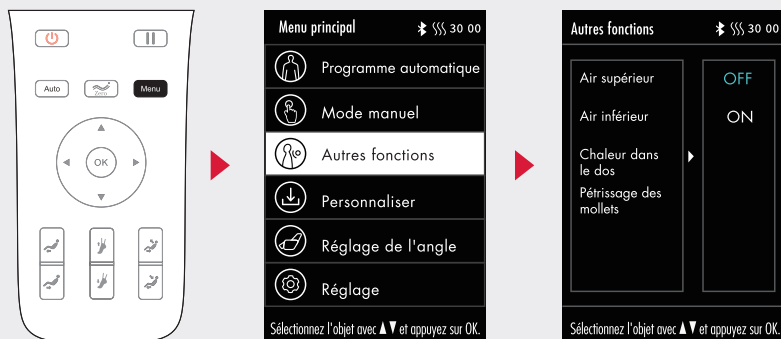 Auto
Zero
Menu
OK
Menu principal 30 00
Programme automatique
Mode manuel
Autres fonctions
Personnaliser
Réglage de l'angle
Réglage
Sélectionnez l'objet avec ▲▼ et appuyez sur OK.
Autres fonctions 30 00
Air supérieur
Air inférieur
Chaleur dans
le dos
Pétrissage des
mollets
OFF
ON
Sélectionnez l'objet avec ▲▼ et appuyez sur OK.